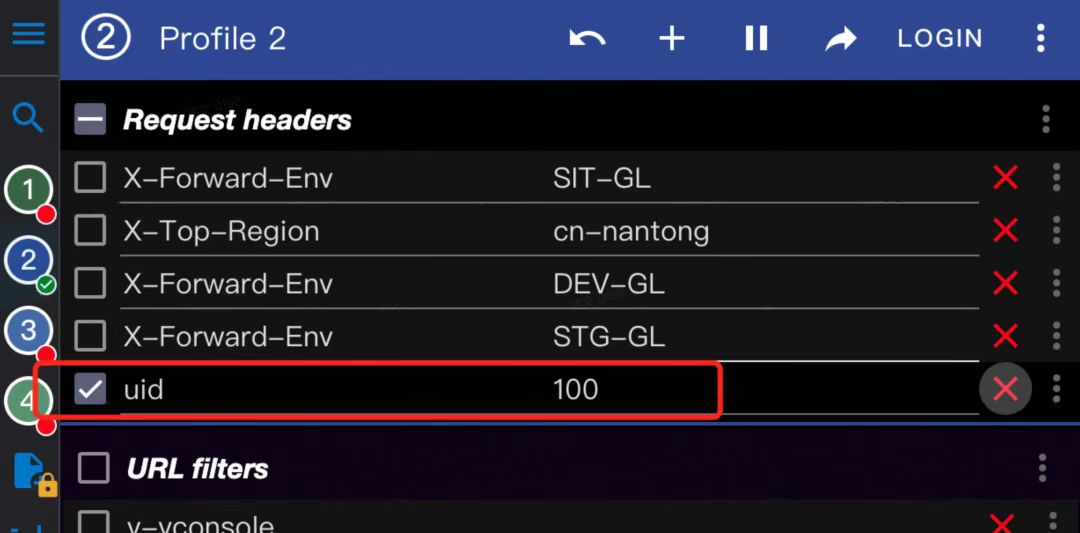 2 Profile 2 LOGIN
Request headers
1
X-Forward-Env SIT-GL
X-Top-Region cn-nantong
2
X-Forward-Env DEV-GL
3
X-Forward-Env STG-GL
4
uid 100
URL filters
v-vconsole